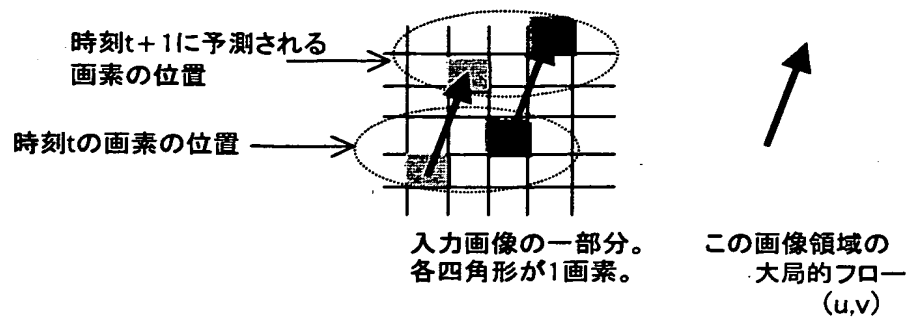 時刻t+1に予測される
画素の位置
時刻tの画素の位置
入力画像の一部分。
各四角形が1画素。
この画像領域の
大局的フロー
(u,v)